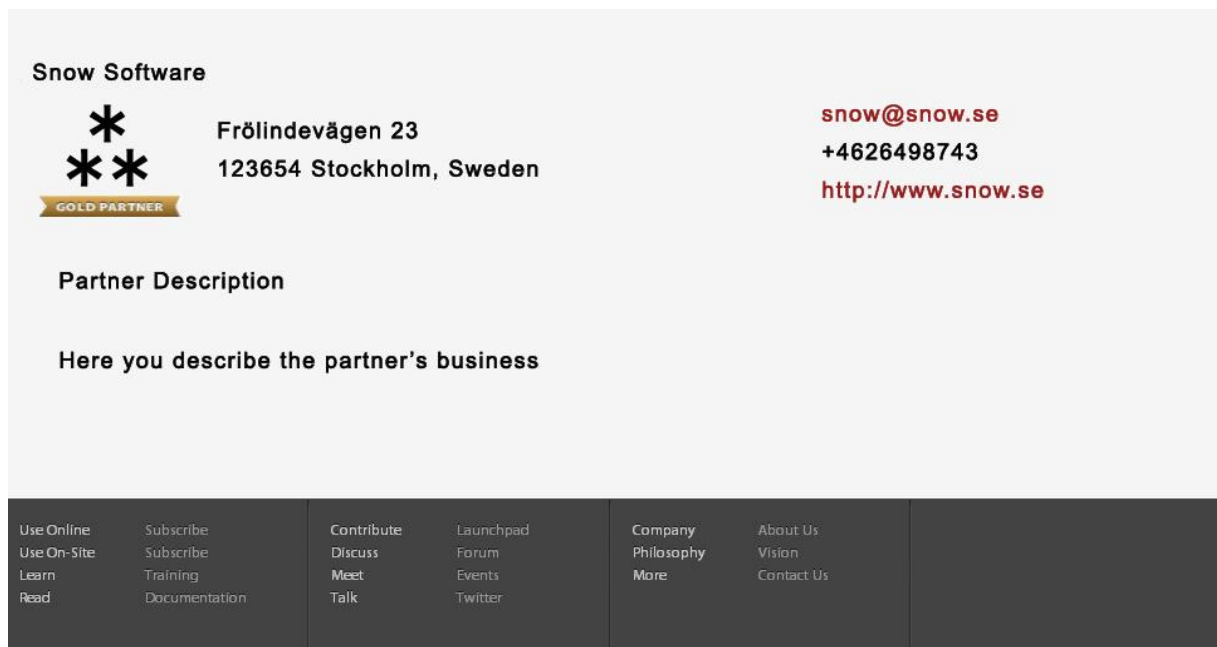 Snow Software
Frölindevägen 23
123654 Stockholm, Sweden
GOLD PARTNER
snow@snow.se
+4626498743
http://www.snow.se
Partner Description
Here you describe the partner's business
Use Online Subscribe
Use On-Site Subscribe
Learn Training
Read Documentation
Contribute Launchpad
Discuss Forum
Meet Events
Talk Twitter
Company About Us
Philosophy Vision
More Contact Us